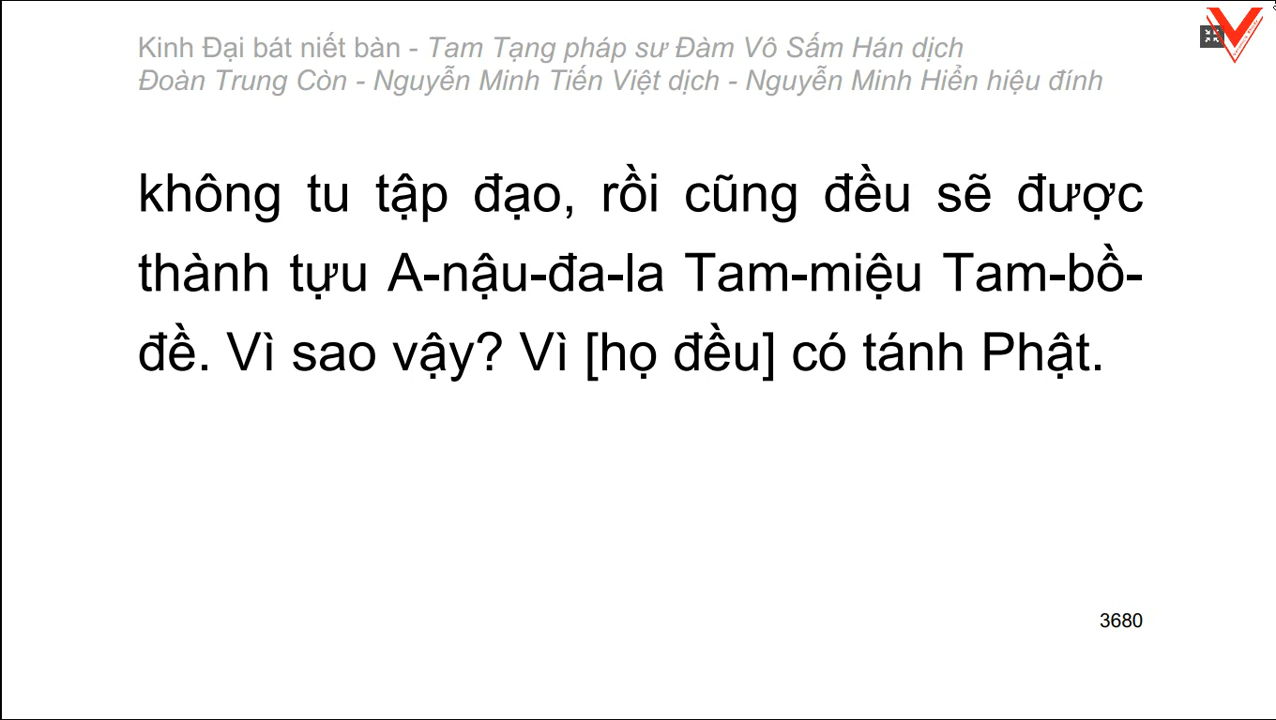 Kinh Đại bát niết bàn - Tam Tạng pháp sư Đàm Vô Sấm Hán dịch
Đoàn Trung Còn - Nguyễn Minh Tiến Việt dịch - Nguyễn Minh Hiển hiệu đính
không tu tập đạo, rồi cũng đều sẽ được
thành tựu A-nậu-đa-la Tam-miệu Tam-bồ-
đề. Vì sao vậy? Vì [họ đều] có tánh Phật.
3680